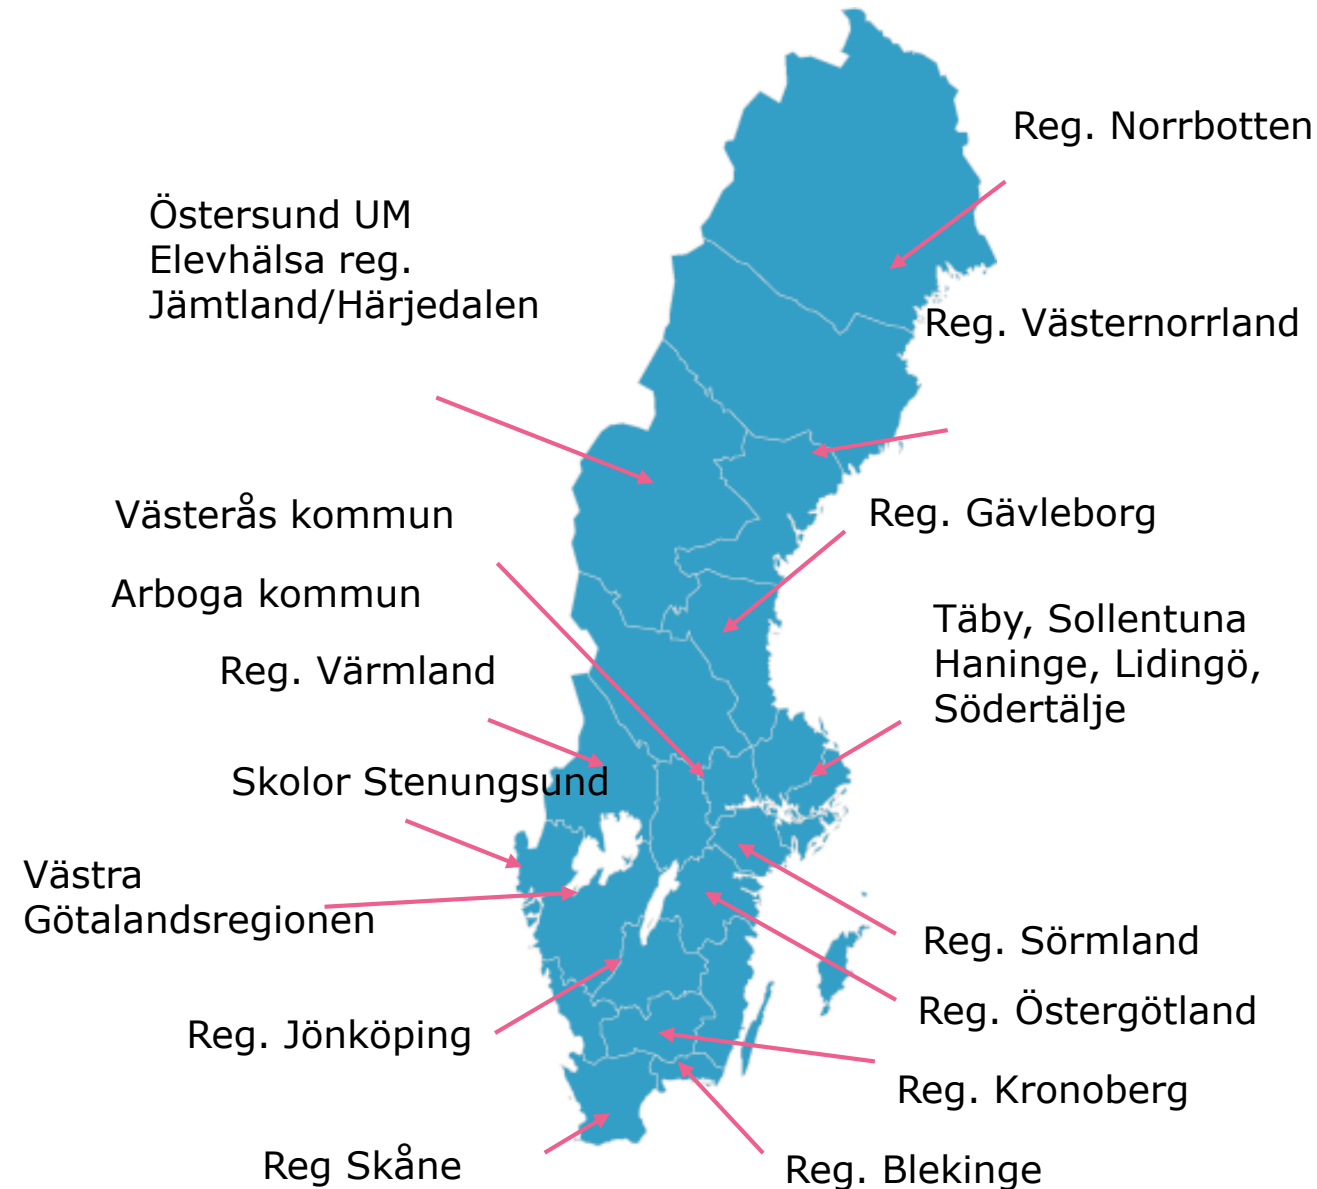 Reg. Norrbotten
Östersund UM
Elevhälsa reg.
Jämtland/Härjedalen
Reg. Västernorrland
Västerås kommun
Reg. Gävleborg
Arboga kommun
Täby, Sollentuna
Haninge, Lidingö,
Södertälje
Reg. Värmland
Skolor Stenungsund
Västra
Götalandsregionen
Reg. Sörmland
Reg. Östergötland
Reg. Jönköping
Reg. Kronoberg
Reg Skåne
Reg. Blekinge